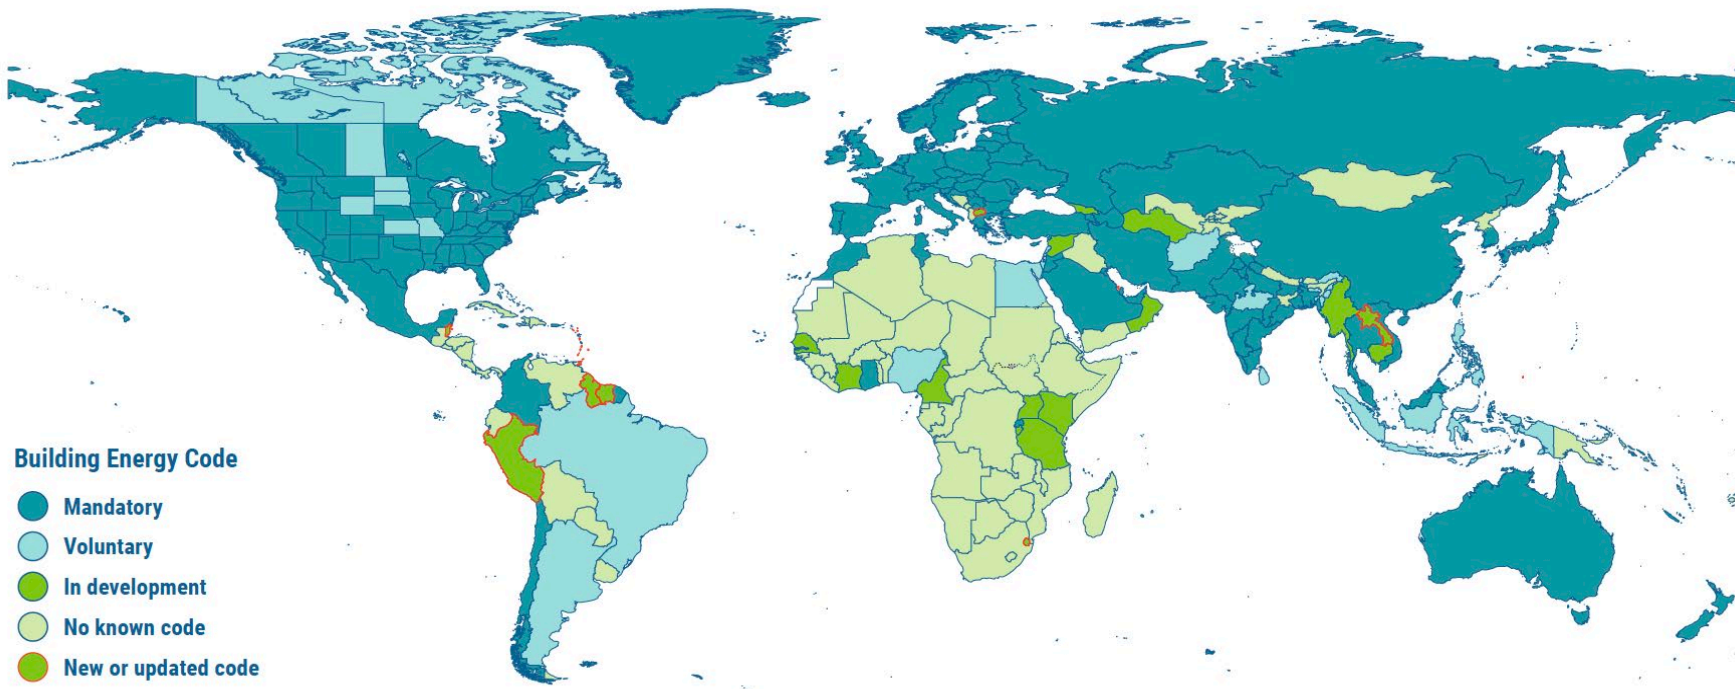 Building Energy Code
Mandatory
Voluntary
In development
No known code
New or updated code